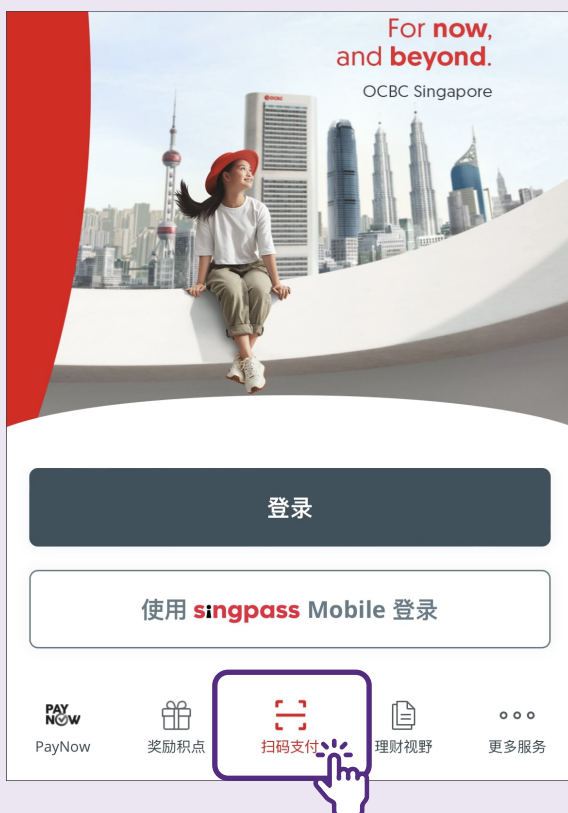 For now,
and beyond.
OCBC Singapore
OCBC
登录
使用 singpass Mobile 登录
PAY
NOW
PayNow
奖励积点
扫码支付
理财视野
更多服务